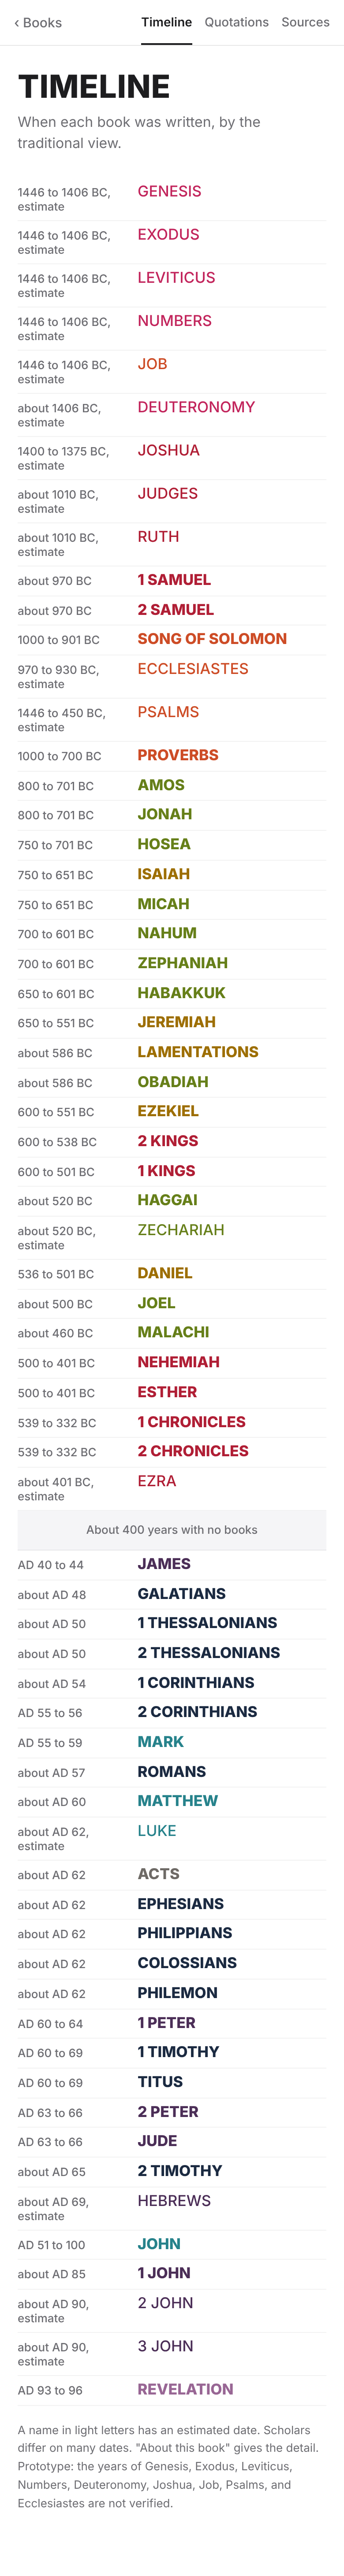 ‹ Books Timeline Quotations Sources
TIMELINE
When each book was written, by the
traditional view.
1446 to 1406 BC, GENESIS
estimate
1446 to 1406 BC, EXODUS
estimate
1446 to 1406 BC, LEVITICUS
estimate
1446 to 1406 BC, NUMBERS
estimate
1446 to 1406 BC, JOB
estimate
about 1406 BC, DEUTERONOMY
estimate
1400 to 1375 BC, JOSHUA
estimate
about 1010 BC, JUDGES
estimate
about 1010 BC, RUTH
estimate
about 970 BC 1 SAMUEL
about 970 BC 2 SAMUEL
1000 to 901 BC SONG OF SOLOMON
970 to 930 BC, ECCLESIASTES
estimate
1446 to 450 BC, PSALMS
estimate
1000 to 700 BC PROVERBS
800 to 701 BC AMOS
800 to 701 BC JONAH
750 to 701 BC HOSEA
750 to 651 BC ISAIAH
750 to 651 BC MICAH
700 to 601 BC NAHUM
700 to 601 BC ZEPHANIAH
650 to 601 BC HABAKKUK
650 to 551 BC JEREMIAH
about 586 BC LAMENTATIONS
about 586 BC OBADIAH
600 to 551 BC EZEKIEL
600 to 538 BC 2 KINGS
600 to 501 BC 1 KINGS
about 520 BC HAGGAI
about 520 BC, ZECHARIAH
estimate
536 to 501 BC DANIEL
about 500 BC JOEL
about 460 BC MALACHI
500 to 401 BC NEHEMIAH
500 to 401 BC ESTHER
539 to 332 BC 1 CHRONICLES
539 to 332 BC 2 CHRONICLES
about 401 BC, EZRA
estimate
About 400 years with no books
AD 40 to 44 JAMES
about AD 48 GALATIANS
about AD 50 1 THESSALONIANS
about AD 50 2 THESSALONIANS
about AD 54 1 CORINTHIANS
AD 55 to 56 2 CORINTHIANS
AD 55 to 59 MARK
about AD 57 ROMANS
about AD 60 MATTHEW
about AD 62, LUKE
estimate
about AD 62 ACTS
about AD 62 EPHESIANS
about AD 62 PHILIPPIANS
about AD 62 COLOSSIANS
about AD 62 PHILEMON
AD 60 to 64 1 PETER
AD 60 to 69 1 TIMOTHY
AD 60 to 69 TITUS
AD 63 to 66 2 PETER
AD 63 to 66 JUDE
about AD 65 2 TIMOTHY
about AD 69, HEBREWS
estimate
AD 51 to 100 JOHN
about AD 85 1 JOHN
about AD 90, 2 JOHN
estimate
about AD 90, 3 JOHN
estimate
AD 93 to 96 REVELATION
A name in light letters has an estimated date. Scholars
differ on many dates. "About this book" gives the detail.
Prototype: the years of Genesis, Exodus, Leviticus,
Numbers, Deuteronomy, Joshua, Job, Psalms, and
Ecclesiastes are not verified.